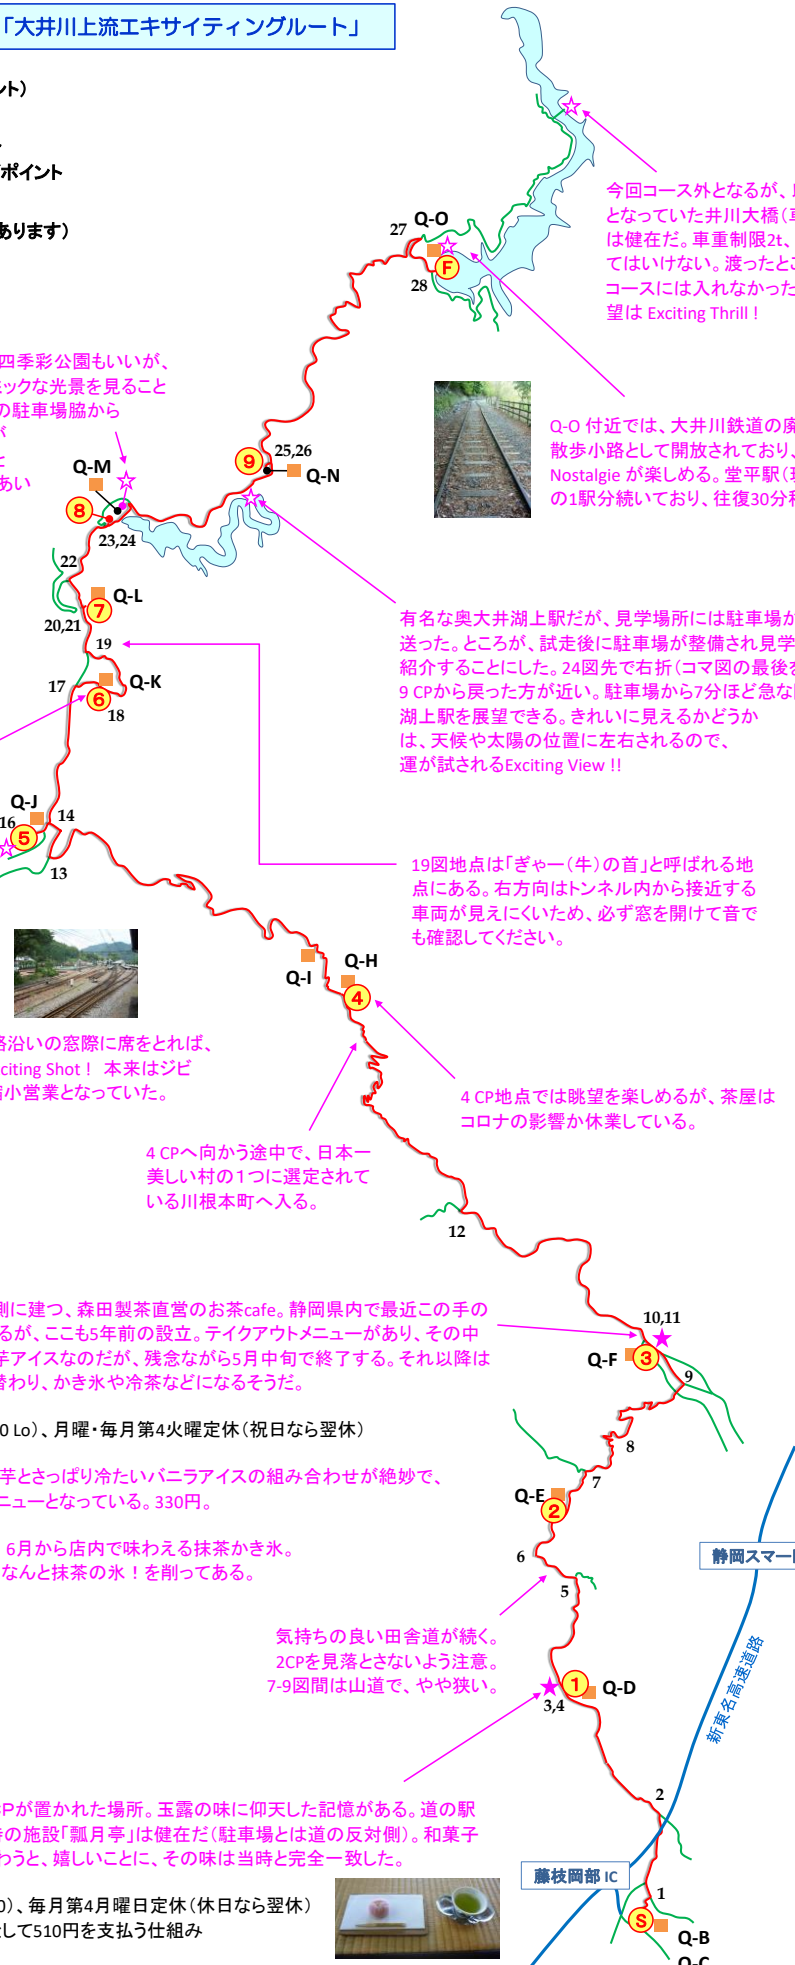 「大井川上流エキサイティングルート」
ント）
ポイント
あります）
今回コース外となるが、
となっていた井川大橋（
は健在だ。車重制限2t、
てはいけない。渡ったと
コースには入れなかった
望は Exciting Thrill !
27
Q-O
F
28
四季彩公園もいいが、
ミックな光景を見ること
の駐車場脇から
が
と
あい
Q-O 付近では、大井川鉄道の廃
散歩小路として開放されており、
Nostalgie が楽しめる。堂平駅（
の1駅分続いており、往復30分
Q-M
9
25,26
Q-N
8
23,24
22
Q-L
7
20,21
19
有名な奥大井湖上駅だが、見学場所には駐車場が
送った。ところが、試走後に駐車場が整備され見学
紹介することにした。24図先で右折（コマ図の最後
9 CPから戻った方が近い。駐車場から7分ほど急な
湖上駅を展望できる。きれいに見えるかどうか
は、天候や太陽の位置に左右されるので、
運が試されるExciting View !!
Q-K
17
6
18
Q-J
16
5
14
13
19図地点は「ぎゃー（牛）の首」と呼ばれる地
点にある。右方向はトンネル内から接近する
車両が見えにくいため、必ず窓を開けて音で
も確認してください。
Q-I
Q-H
4
路沿いの窓際に席をとれば、
citing Shot ! 本来はジビ
縮小営業となっていた。
4 CP地点では眺望を楽しめるが、茶屋は
コロナの影響か休業している。
4 CPへ向かう途中で、日本一
美しい村の１つに選定されて
いる川根本町へ入る。
12
側に建つ、森田製茶直営のお茶cafe。静岡県内で最近この手の
るが、ここも5年前の設立。テイクアウトメニューがあり、その中
芋アイスなのだが、残念ながら5月中旬で終了する。それ以降は
替わり、かき氷や冷茶などになるそうだ。
10,11
Q-F
3
9
0 Lo）、月曜・毎月第4火曜定休（祝日なら翌休）
8
芋とさっぱり冷たいバニラアイスの組み合わせが絶妙で、
ニューとなっている。330円。
7
Q-E
2
6月から店内で味わえる抹茶かき氷。
なんと抹茶の氷！を削ってある。
6
5
静岡スマー
気持ちの良い田舎道が続く。
2CPを見落とさないよう注意。
7-9図間は山道で、やや狭い。
新東名高速道路
1
Q-D
3,4
2
Pが置かれた場所。玉露の味に仰天した記憶がある。道の駅
の施設「瓢月亭」は健在だ（駐車場とは道の反対側）。和菓子
わうと、嬉しいことに、その味は当時と完全一致した。
藤枝岡部 IC
0）、毎月第4月曜日定休（休日なら翌休）
して510円を支払う仕組み
1
S
Q-B
Q-C